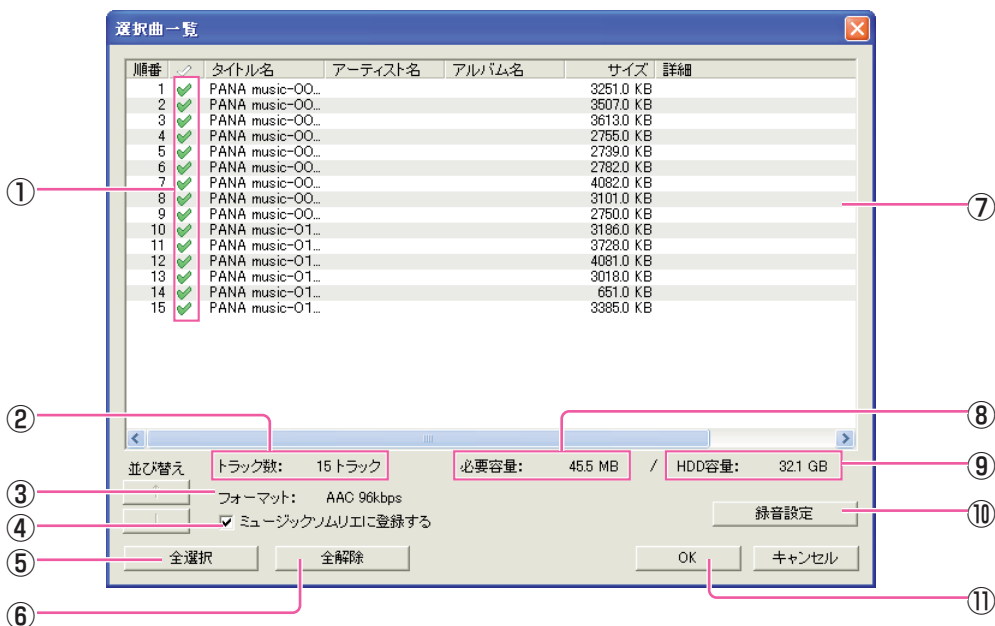 選択曲一覧
順番 タイトル名 アーティスト名 アルバム名 サイズ 詳細
1 PANA music-00... 3251.0 KB
2 PANA music-00... 3507.0 KB
3 PANA music-00... 3613.0 KB
4 PANA music-00... 2755.0 KB
5 PANA music-00... 2739.0 KB
6 PANA music-00... 2782.0 KB
7 PANA music-00... 4082.0 KB
8 PANA music-00... 3101.0 KB
9 PANA music-00... 2750.0 KB
10 PANA music-01... 3186.0 KB
11 PANA music-01... 3728.0 KB
12 PANA music-01... 4081.0 KB
13 PANA music-01... 3018.0 KB
14 PANA music-01... 651.0 KB
15 PANA music-01... 3385.0 KB
①
⑦
②
⑧
並び替え トラック数: 15 トラック 必要容量: 45.5 MB / HDD容量: 32.1 GB ⑨
③ フォーマット: AAC 96kbps
④ ミュージックソムリエに登録する 録音設定 ⑩
⑤ 全選択 全解除 OK キャンセル
⑥
⑪